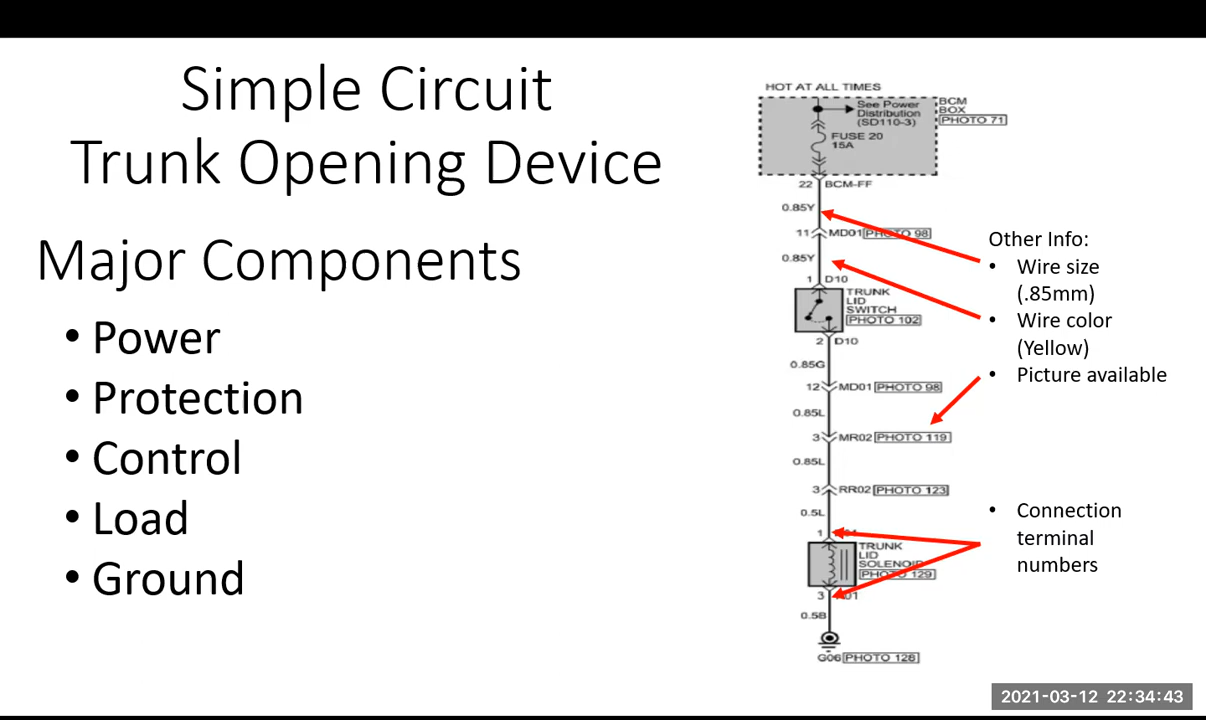 Simple Circuit
Trunk Opening Device
Major Components
• Power
• Protection
• Control
• Load
• Ground
HOT AT ALL TIMES
See Power
Distribution
(SD110-3)
FUSE 20
15A
BCM
BOX
PHOTO 71
22 BCM-FF
0.85Y
11 MD01 PHOTO 98
0.85Y
1 D10
TRUNK
LID
SWITCH
PHOTO 102
2 D10
0.85G
12 MD01 PHOTO 98
0.85L
3 MR02 PHOTO 119
0.85L
3 RR02 PHOTO 123
0.5L
1
TRUNK
LID
SOLENOID
PHOTO 129
3
0.5B
G06 PHOTO 128
Other Info:
• Wire size
(.85mm)
• Wire color
(Yellow)
• Picture available
• Connection
terminal
numbers
2021-03-12 22:34:43